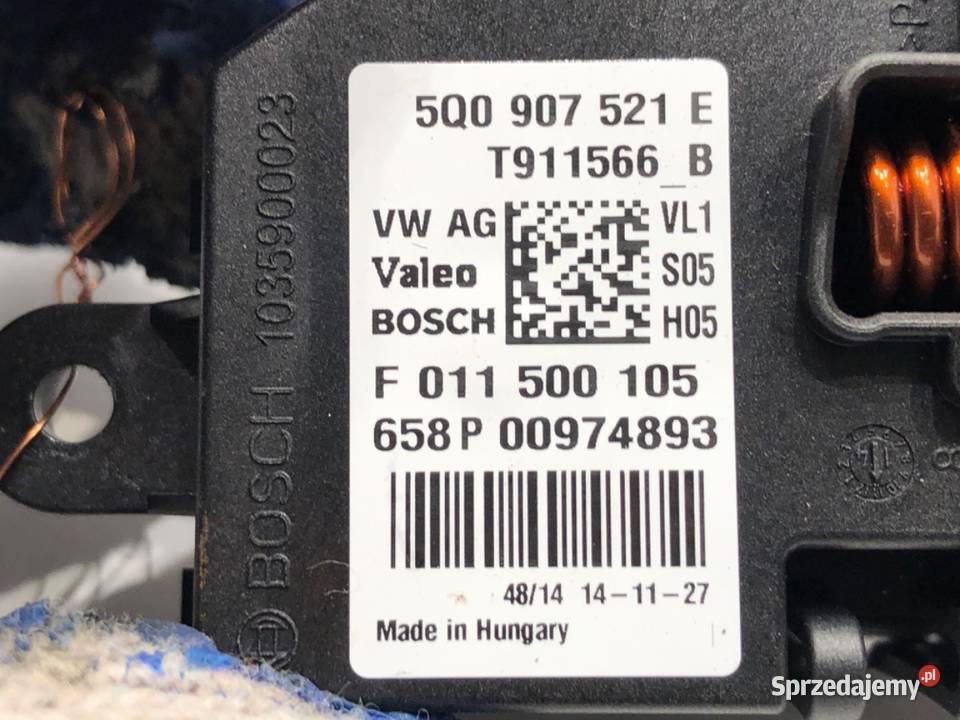 5Q0 907 521 E
T911566_B
VW AG
VL1
Valeo
S05
BOSCH
H05
F 011 500 105
658 P 00974893
48/14 14-11-27
Made in Hungary
BOSCH 1035900023
Sprzedajemy.pl